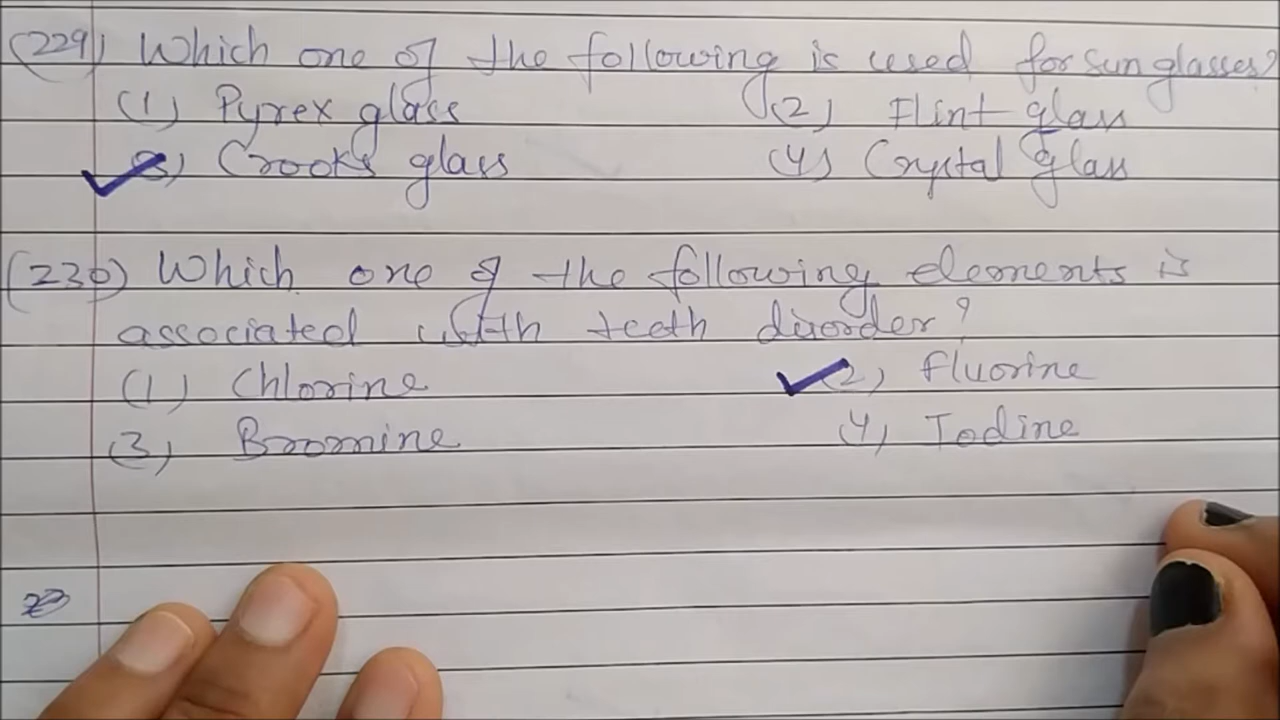 (229) Which one of the following is used for sunglasses?
(1) Pyrex glass (2) Flint glass
(3) Crooks glass (4) Crystal glass
(230) Which one of the following elements is
associated with teeth disorder?
(1) Chlorine (2) Fluorine
(3) Bromine (4) Iodine